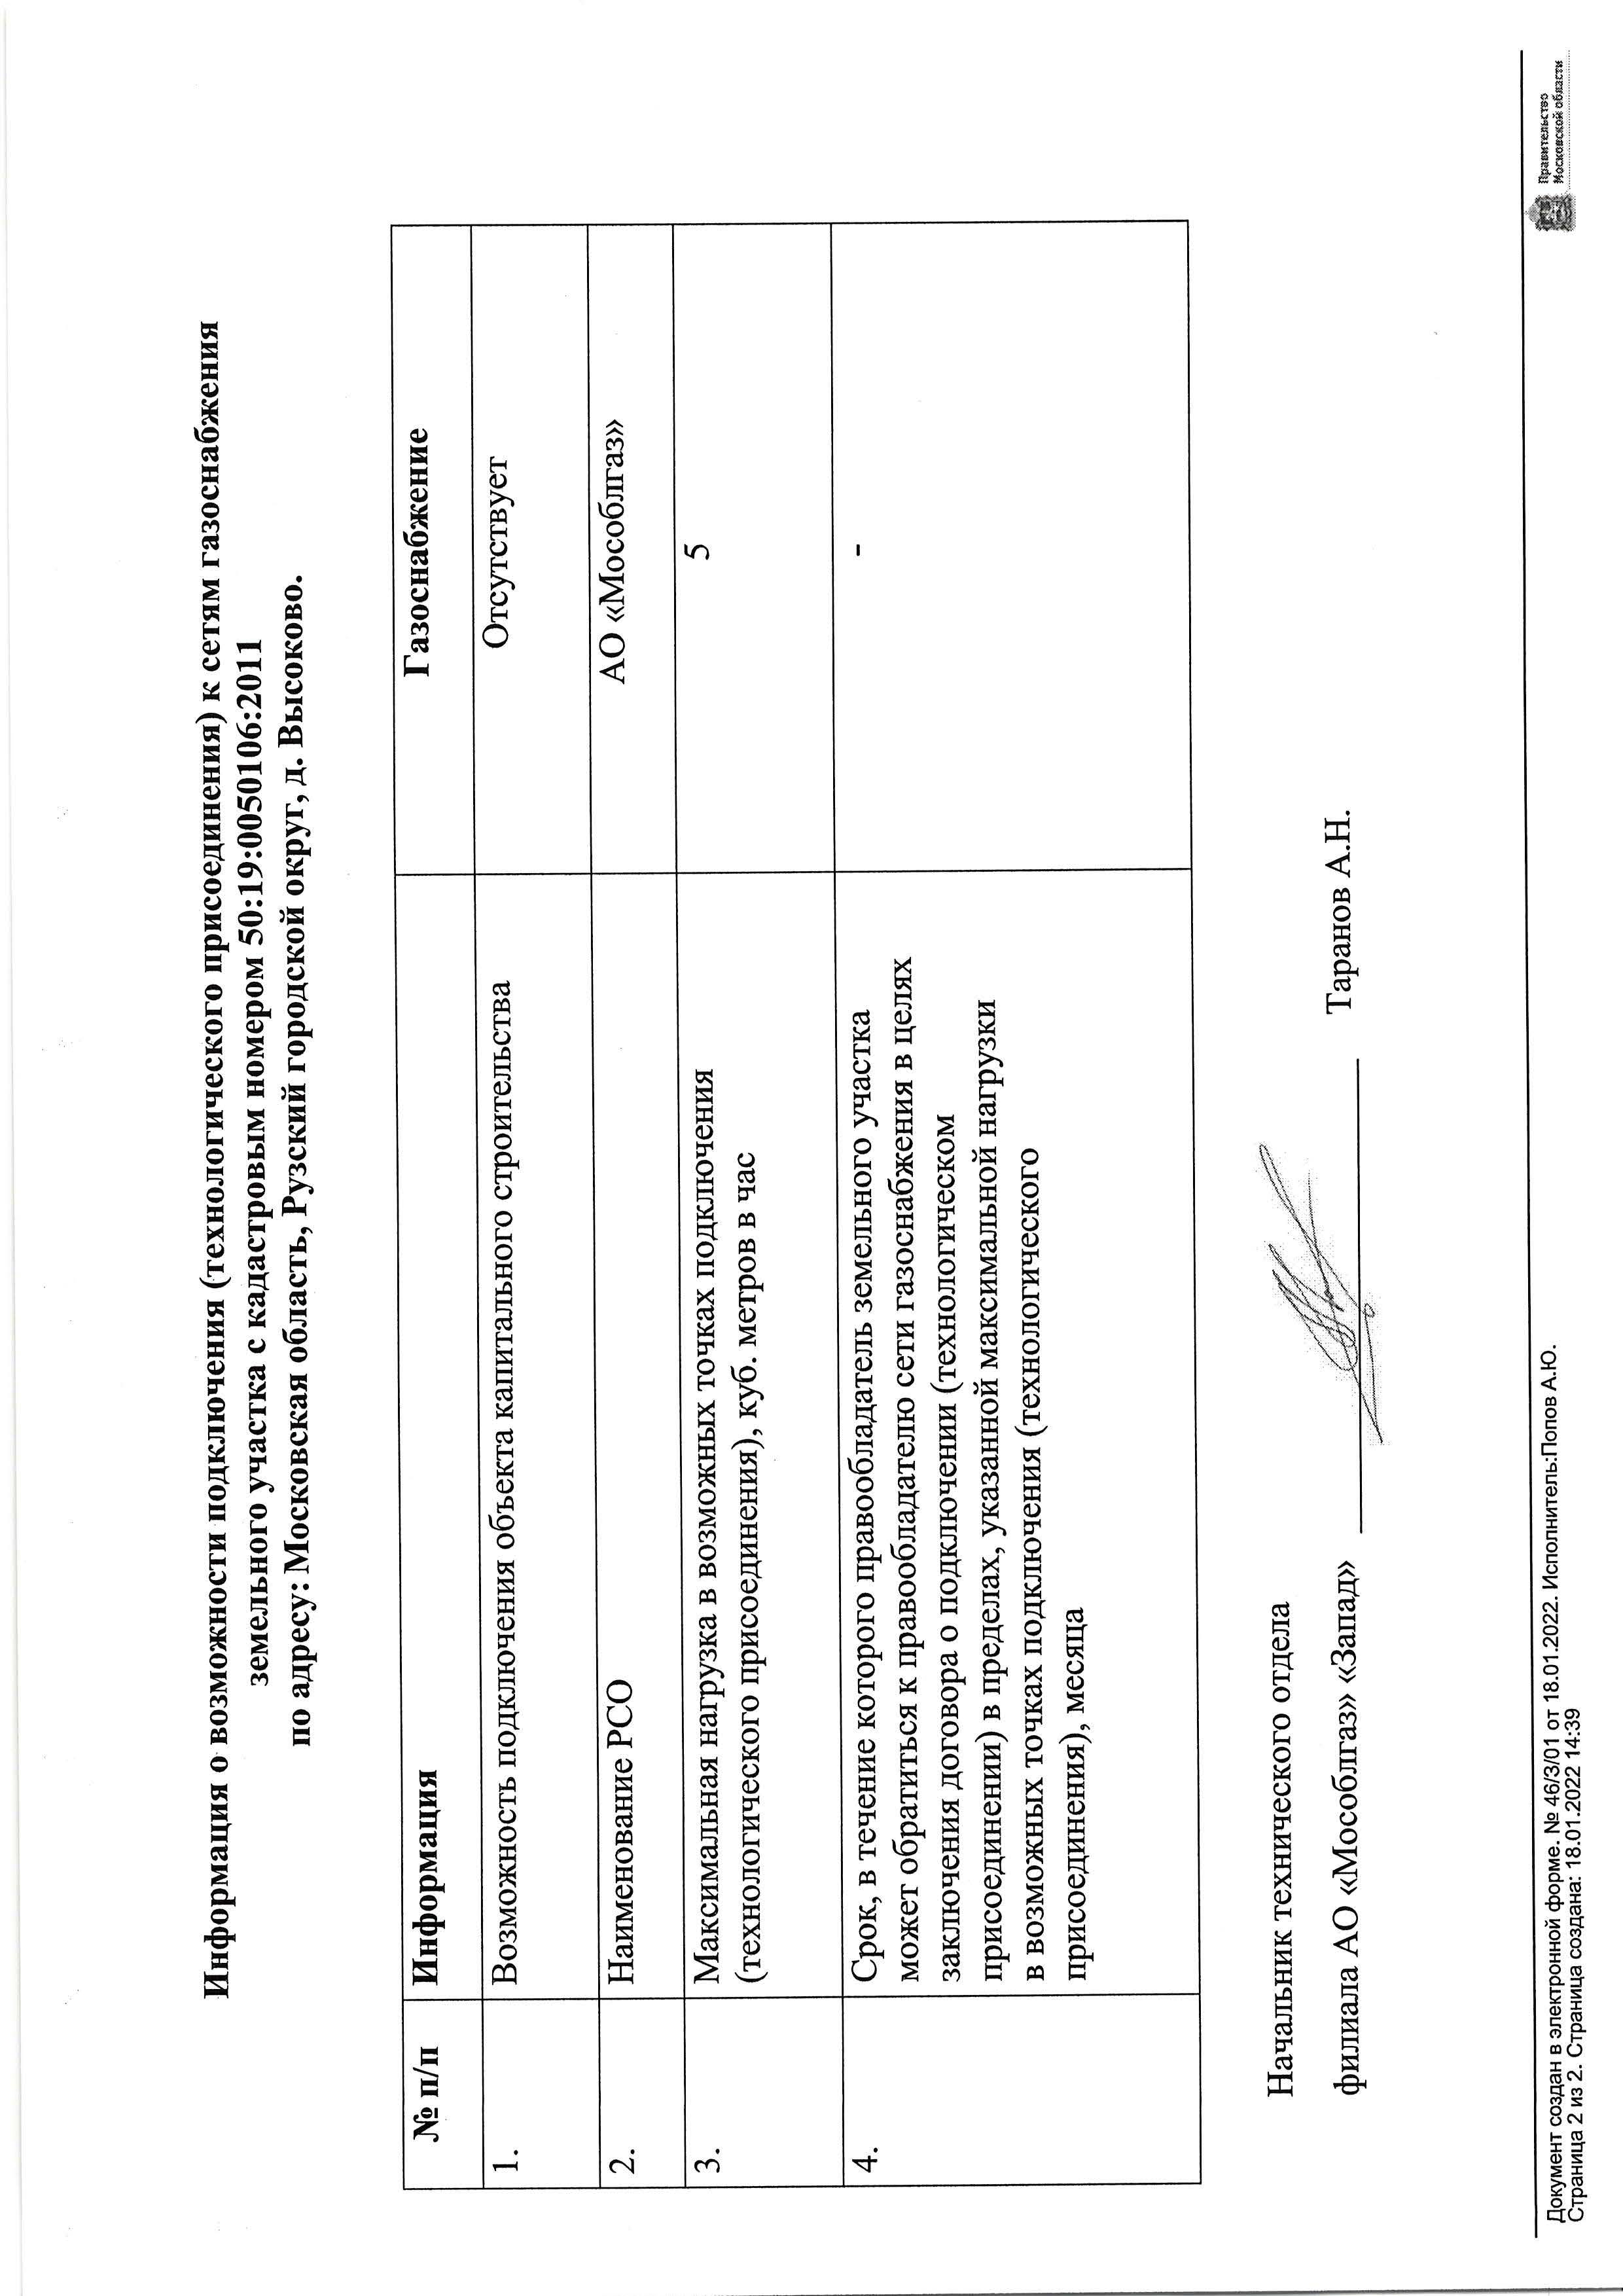 Информация о возможности подключения (технологического присоединения) к сетям газоснабжения
земельного участка с кадастровым номером 50:19:0050106:2011
по адресу: Московская область, Рузский городской округ, д. Высоково.
№ п/п Информация Газоснабжение
1. Возможность подключения объекта капитального строительства Отсутствует
2. Наименование РСО АО «Мособлгаз»
3. Максимальная нагрузка в возможных точках подключения 5
(технологического присоединения), куб. метров в час
4. Срок, в течение которого правообладатель земельного участка -
может обратиться к правообладателю сети газоснабжения в целях
заключения договора о подключении (технологическом
присоединении) в пределах, указанной максимальной нагрузки
в возможных точках подключения (технологического
присоединения), месяца
Начальник технического отдела
филиала АО «Мособлгаз» «Запад» Таранов А.Н.
Документ создан в электронной форме. № 46/3/01 от 18.01.2022. Исполнитель:Попов А.Ю.
Страница 2 из 2. Страница создана: 18.01.2022 14:39
Правительство
Московской области